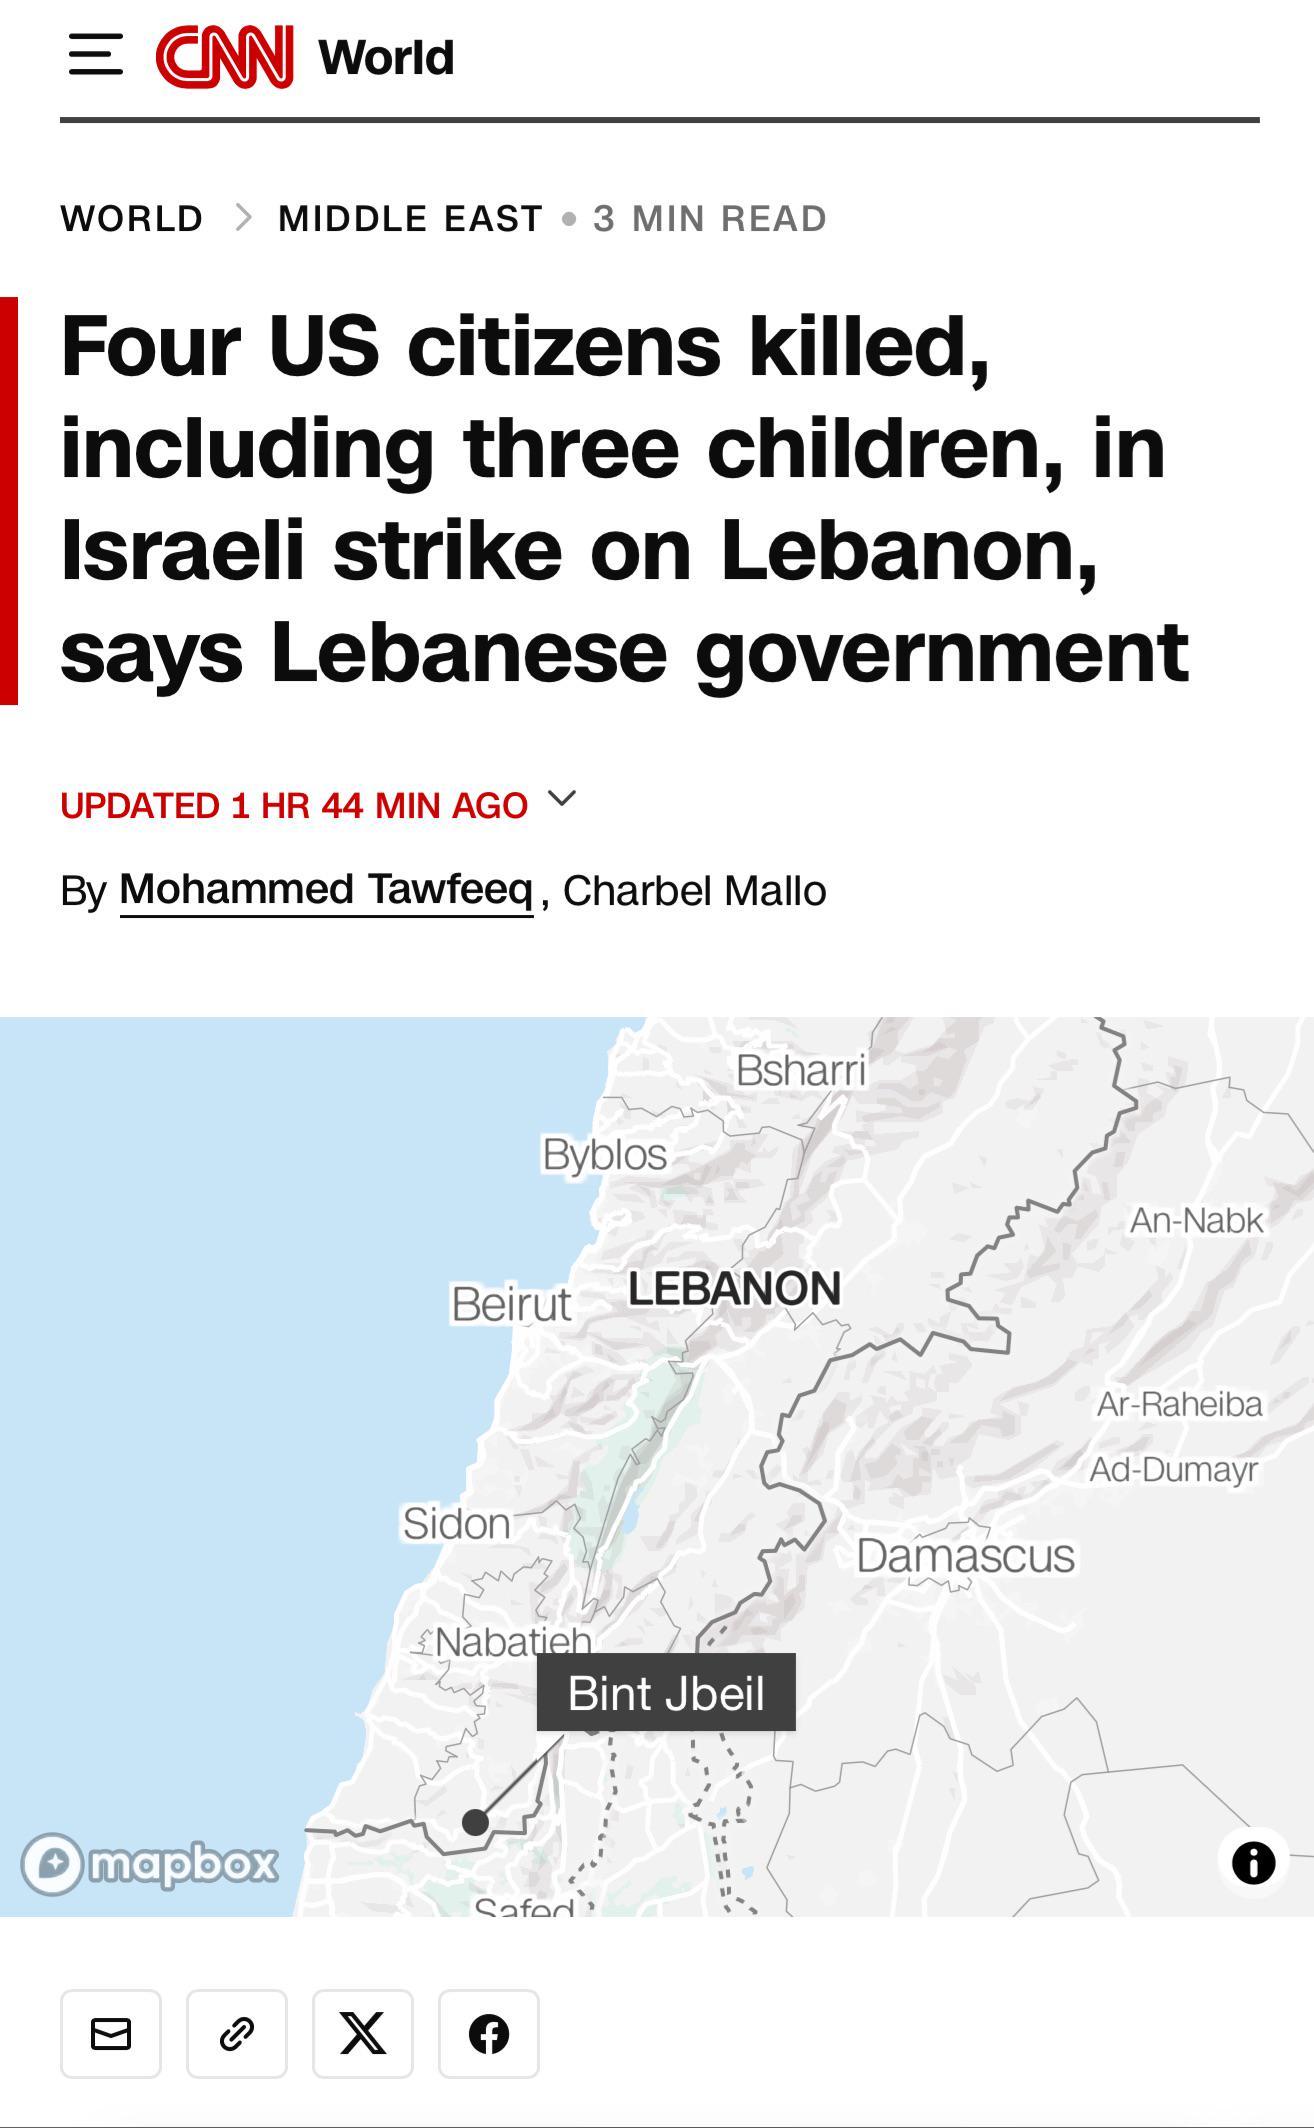 CNN World
WORLD > MIDDLE EAST • 3 MIN READ
Four US citizens killed,
including three children, in
Israeli strike on Lebanon,
says Lebanese government
UPDATED 1 HR 44 MIN AGO
By Mohammed Tawfeeq, Charbel Mallo
Bsharri
Byblos
An-Nabk
LEBANON
Beirut
Ar-Raheiba
Ad-Dumayr
Sidon
Damascus
Nabatieh
Bint Jbeil
mapbox
Safed